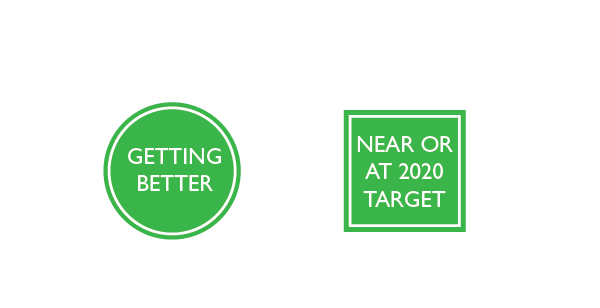 GETTING
BETTER
NEAR OR
AT 2020
TARGET